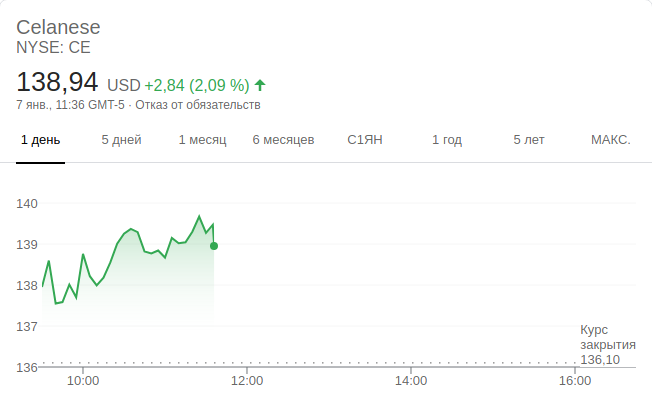 Celanese
NYSE: CE
138,94 USD +2,84 (2,09 %)
7 янв., 11:36 GMT-5 · Отказ от обязательств
1 день 5 дней 1 месяц 6 месяцев С1ЯН 1 год 5 лет МАКС.
140
139
138
137
136
Курс
закрытия
136,10
10:00 12:00 14:00 16:00